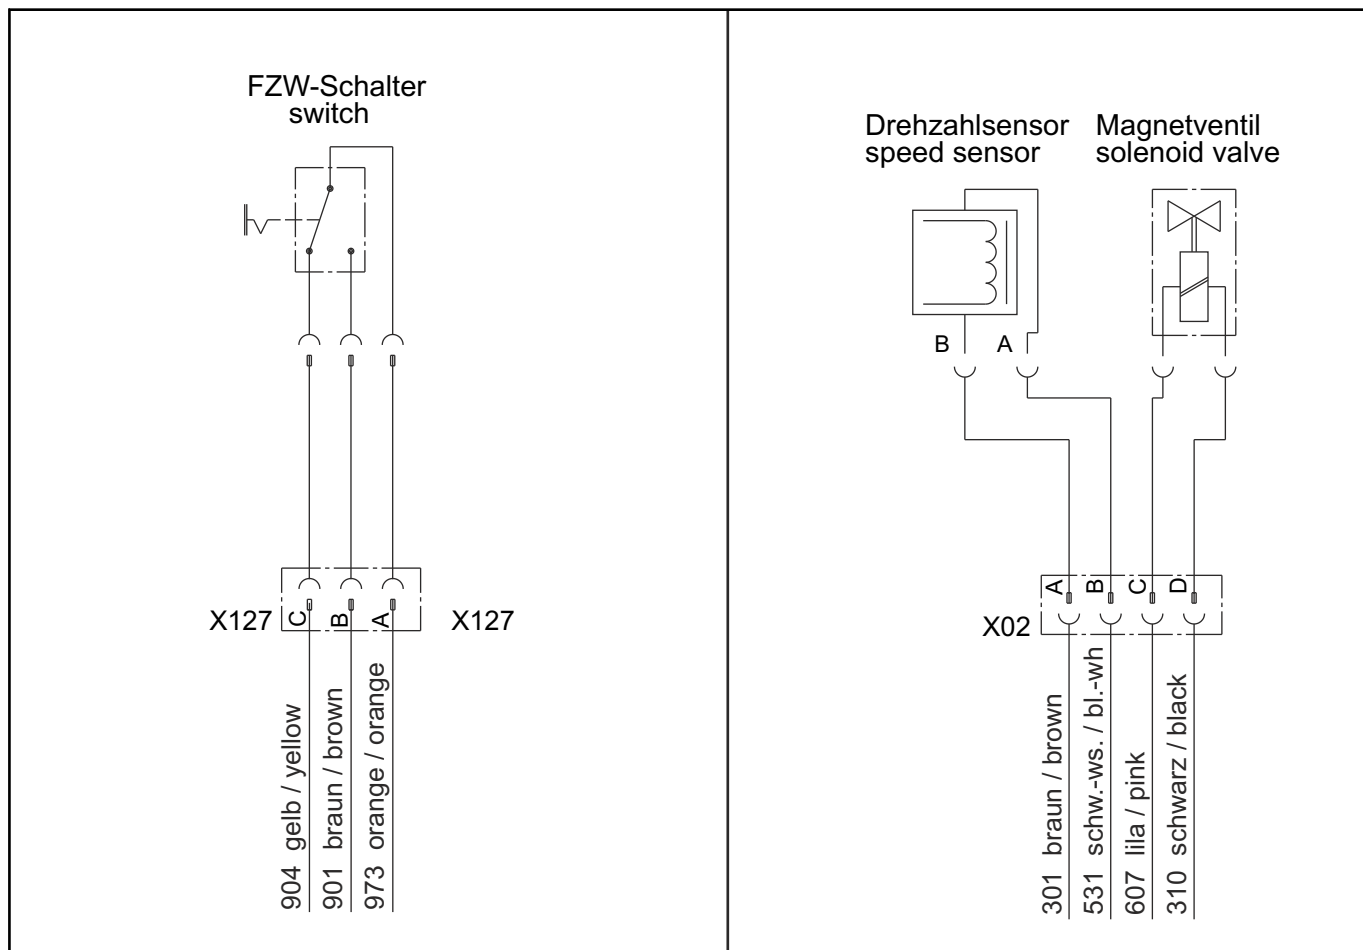 FZW-Schalter
switch
X127
C
B
A
X127
904 gelb / yellow
901 braun / brown
973 orange / orange
Drehzahlsensor
speed sensor
Magnetventil
solenoid valve
B
A
A
B
C
D
X02
301 braun / brown
531 schw.-ws. / bl.-wh
607 lila / pink
310 schwarz / black